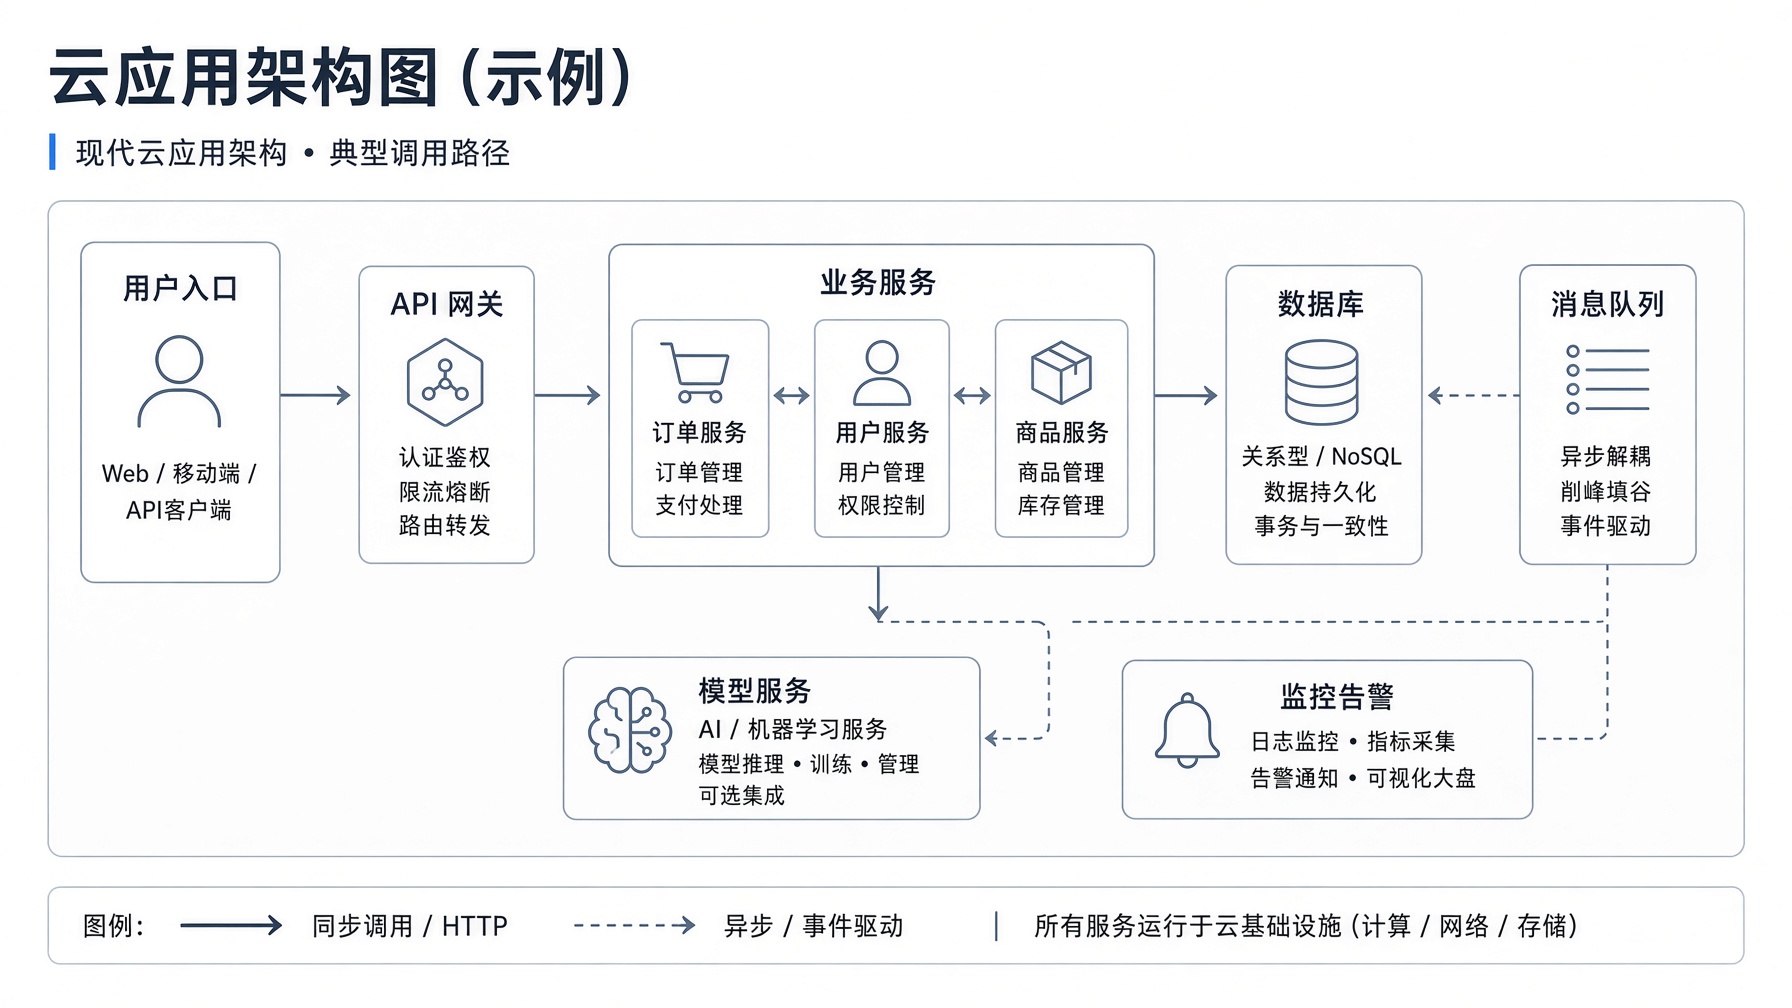 云应用架构图（示例）
现代云应用架构 • 典型调用路径
用户入口
Web / 移动端 /
API客户端
API 网关
认证鉴权
限流熔断
路由转发
业务服务
订单服务
订单管理
支付处理
用户服务
用户管理
权限控制
商品服务
商品管理
库存管理
数据库
关系型 / NoSQL
数据持久化
事务与一致性
消息队列
异步解耦
削峰填谷
事件驱动
模型服务
AI / 机器学习服务
模型推理 • 训练 • 管理
可选集成
监控告警
日志监控 • 指标采集
告警通知 • 可视化大盘
图例： 同步调用 / HTTP 异步 / 事件驱动 | 所有服务运行于云基础设施（计算 / 网络 / 存储）